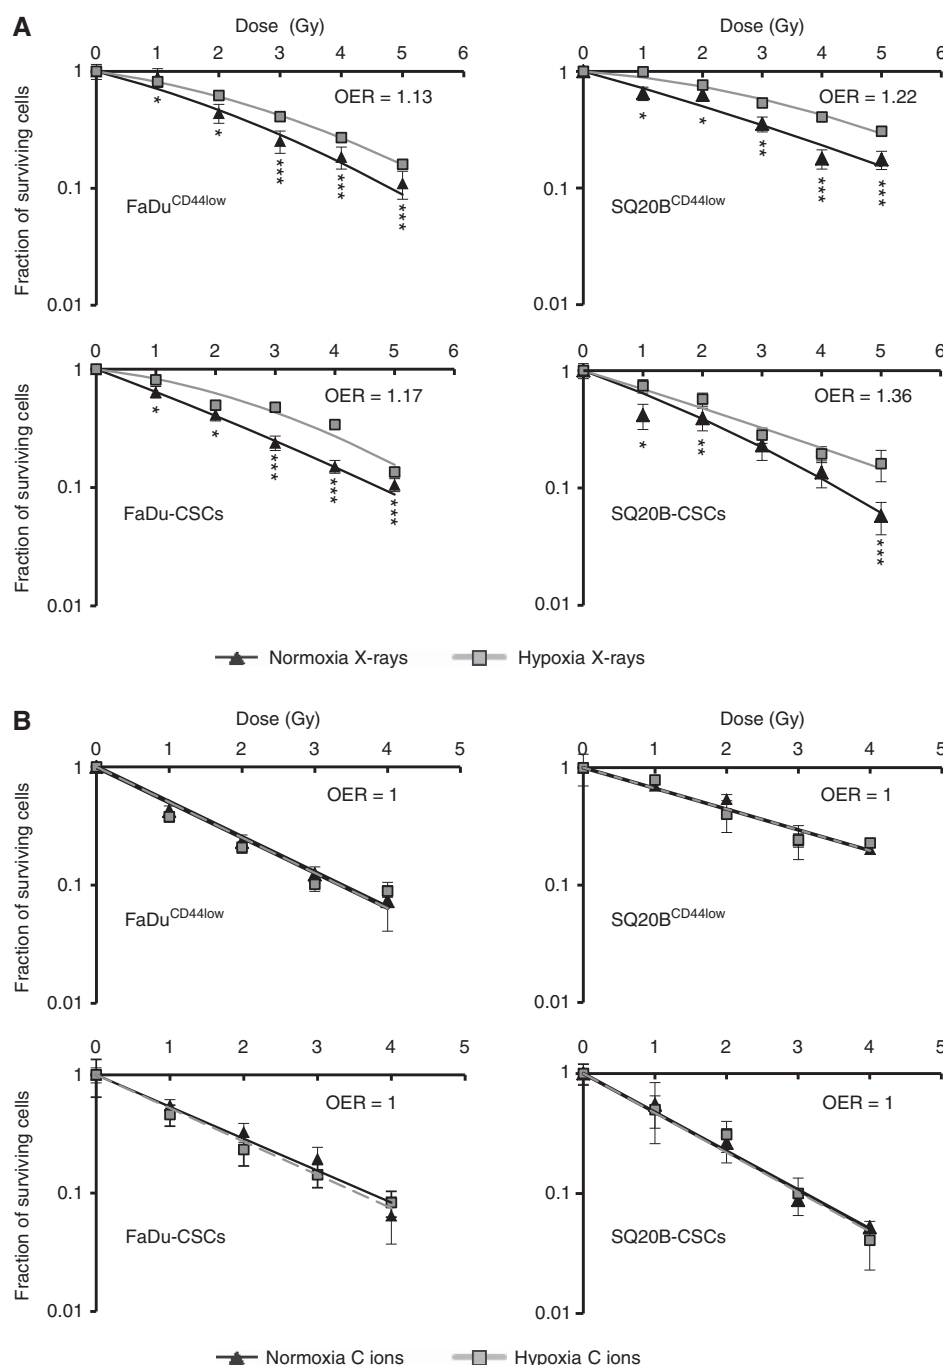 A
Dose (Gy)
Dose (Gy)
0 1 2 3 4 5 6
0 1 2 3 4 5 6
1
0.1
0.01
Fraction of surviving cells
OER = 1.13
* * *** *** ***
FaDuCD44low
1
0.1
0.01
OER = 1.22
* * ** *** ***
SQ20BCD44low
0 1 2 3 4 5 6
0 1 2 3 4 5 6
1
0.1
0.01
Fraction of surviving cells
OER = 1.17
* * *** *** ***
FaDu-CSCs
1
0.1
0.01
OER = 1.36
* ** ***
SQ20B-CSCs
Normoxia X-rays Hypoxia X-rays
B
Dose (Gy)
Dose (Gy)
0 1 2 3 4 5
0 1 2 3 4 5
1
0.1
0.01
Fraction of surviving cells
OER = 1
FaDuCD44low
1
0.1
0.01
OER = 1
SQ20BCD44low
0 1 2 3 4 5
0 1 2 3 4 5
1
0.1
0.01
Fraction of surviving cells
OER = 1
FaDu-CSCs
1
0.1
0.01
OER = 1
SQ20B-CSCs
Normoxia C ions Hypoxia C ions